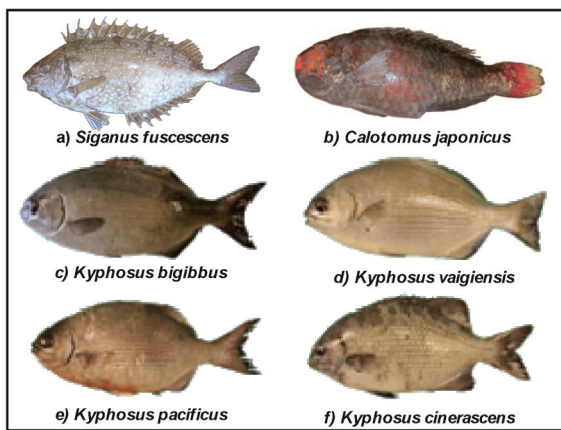 a) Siganus fuscescens
b) Calotomus japonicus
c) Kyphosus bigibbus
d) Kyphosus vaigiensis
e) Kyphosus pacificus
f) Kyphosus cinerascens